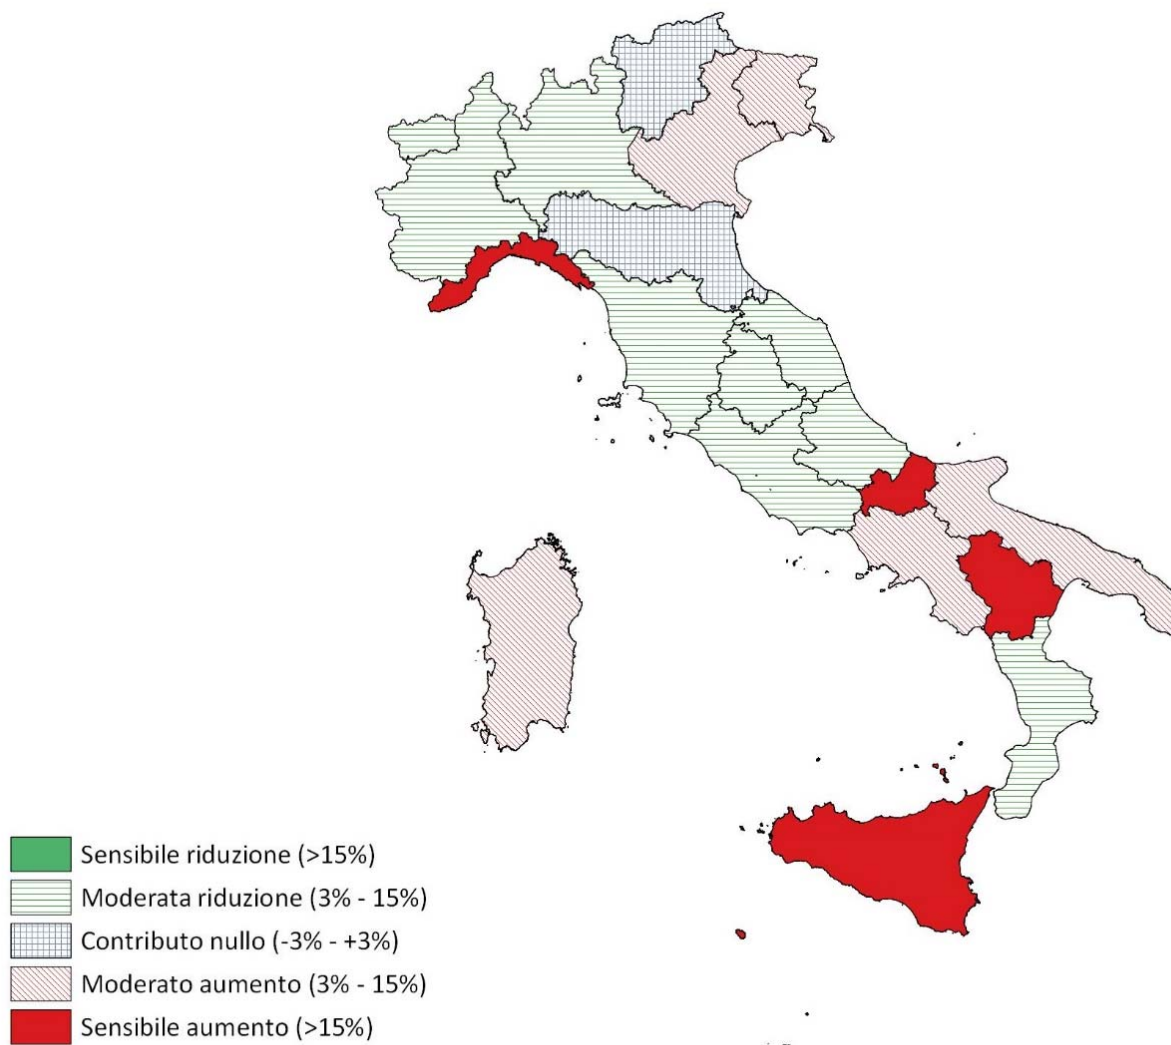 Sensibile riduzione (>15%)
Moderata riduzione (3% - 15%)
Contributo nullo (-3% - +3%)
Moderato aumento (3% - 15%)
Sensibile aumento (>15%)